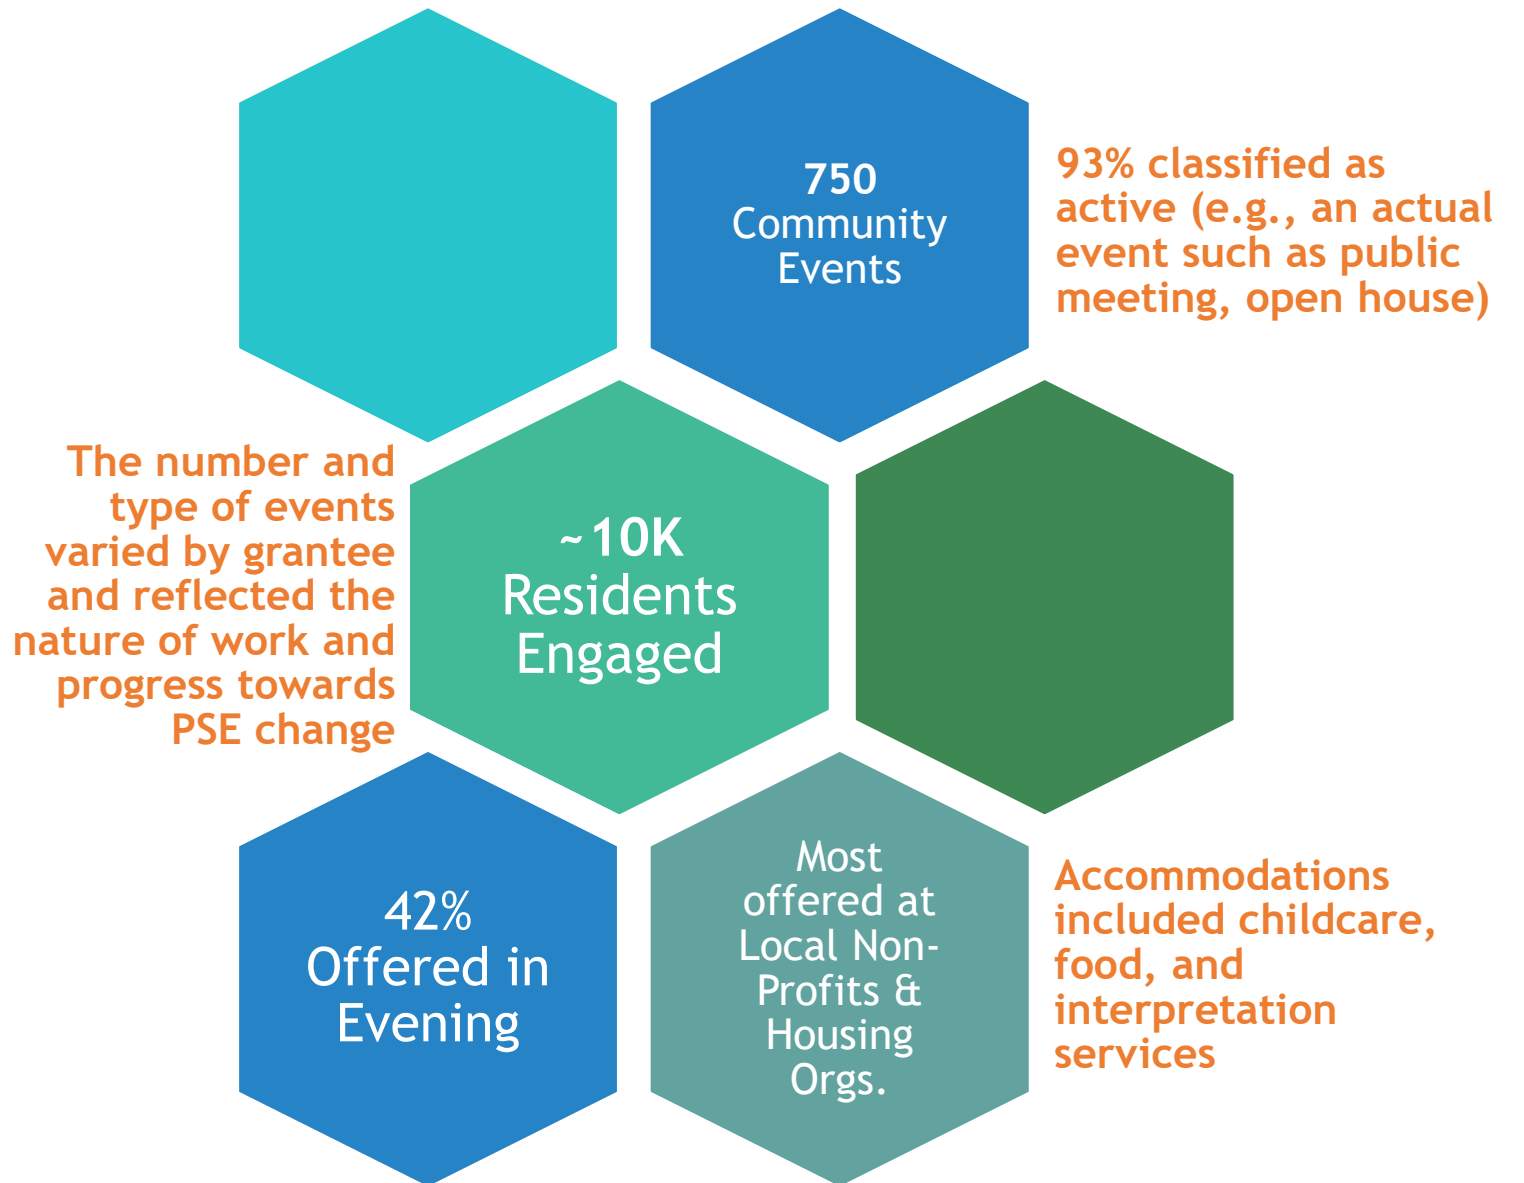 750
Community
Events
93% classified as
active (e.g., an actual
event such as public
meeting, open house)
The number and
type of events
varied by grantee
and reflected the
nature of work and
progress towards
PSE change
~10K
Residents
Engaged
42%
Offered in
Evening
Most
offered at
Local Non-
Profits &
Housing
Orgs.
Accommodations
included childcare,
food, and
interpretation
services